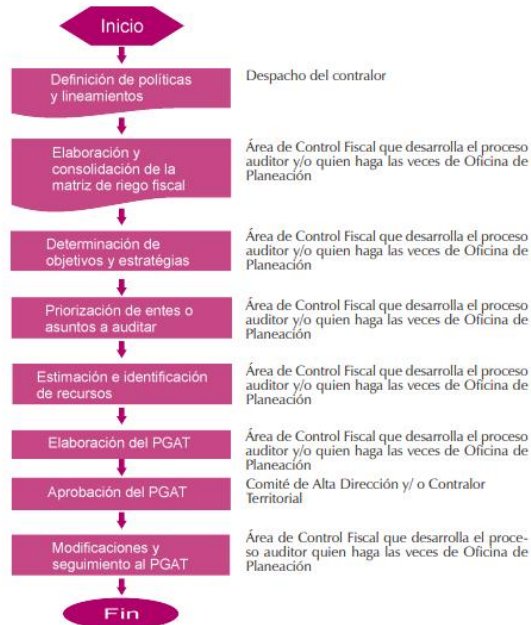 Inicio
Definición de políticas
y lineamientos
Despacho del contralor
Elaboración y
consolidación de la
matriz de riego fiscal
Área de Control Fiscal que desarrolla el proceso
auditor y/o quien haga las veces de Oficina de
Planeación
Determinación de
objetivos y estratégias
Área de Control Fiscal que desarrolla el proceso
auditor y/o quien haga las veces de Oficina de
Planeación
Priorización de entes o
asuntos a auditar
Área de Control Fiscal que desarrolla el proceso
auditor y/o quien haga las veces de Oficina de
Planeación
Estimación e identificación
de recursos
Área de Control Fiscal que desarrolla el proceso
auditor y/o quien haga las veces de Oficina de
Planeación
Elaboración del PGAT
Área de Control Fiscal que desarrolla el proceso
auditor y/o quien haga las veces de Oficina de
Planeación
Aprobación del PGAT
Comité de Alta Dirección y/ o Contralor
Territorial
Modificaciones y
seguimiento al PGAT
Área de Control Fiscal que desarrolla el proce-
so auditor quien haga las veces de Oficina de
Planeación
Fin